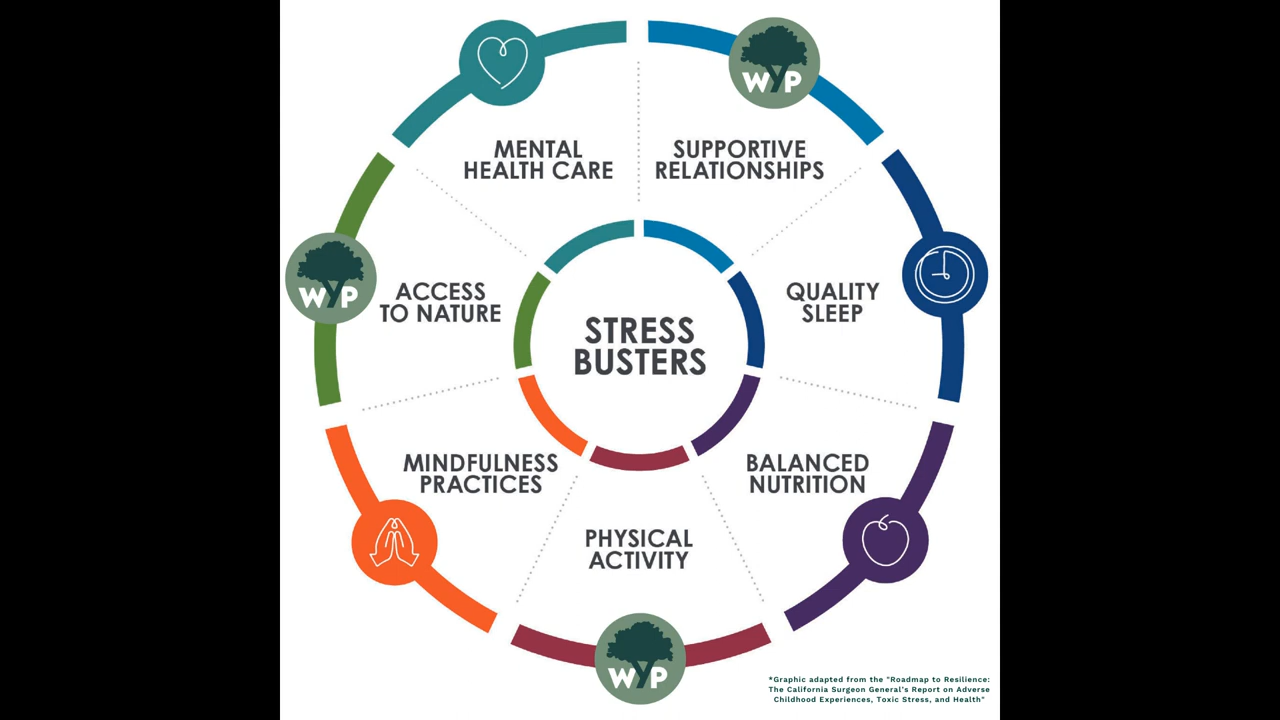 MENTAL
HEALTH CARE
SUPPORTIVE
RELATIONSHIPS
WYP
QUALITY
SLEEP
BALANCED
NUTRITION
PHYSICAL
ACTIVITY
WYP
MINDFULNESS
PRACTICES
ACCESS
TO NATURE
WYP
STRESS
BUSTERS
*Graphic adapted from the "Roadmap to Resilience:
The California Surgeon General's Report on Adverse
Childhood Experiences, Toxic Stress, and Health"